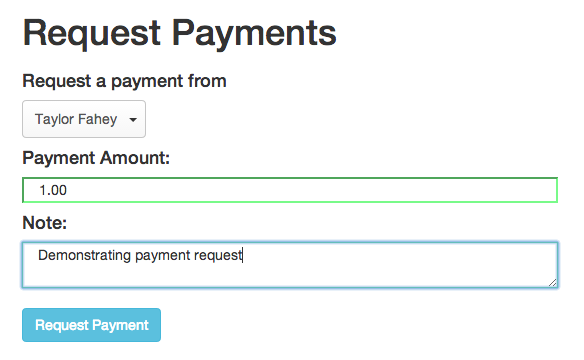 Request Payments
Request a payment from
Taylor Fahey
Payment Amount:
1.00
Note:
Demonstrating payment request
Request Payment